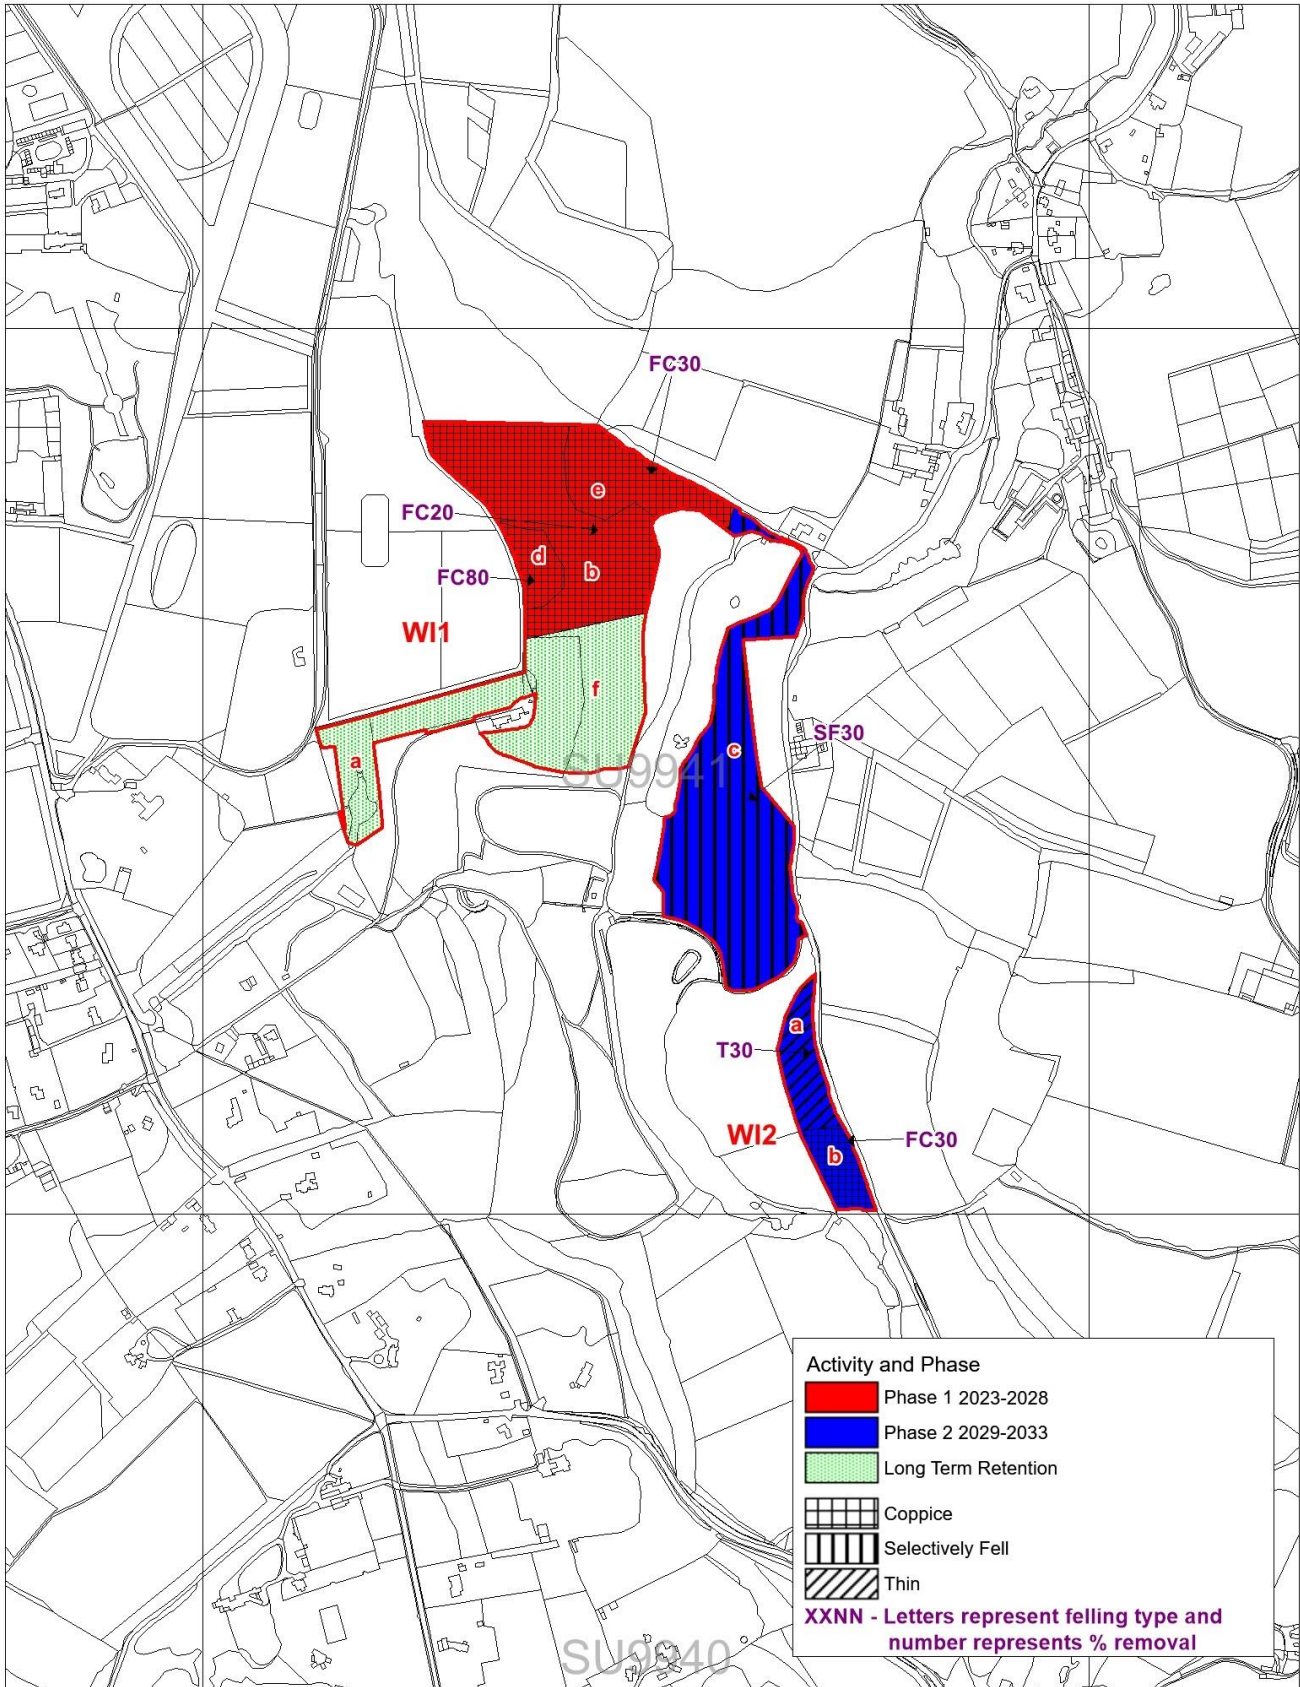 FC30
e
FC20
d
b
FC80
WI1
f
SF30
c
a
SU9941
a
T30
WI2
FC30
b
Activity and Phase
Phase 1 2023-2028
Phase 2 2029-2033
Long Term Retention
Coppice
Selectively Fell
Thin
XXNN - Letters represent felling type and
number represents % removal
SU9940